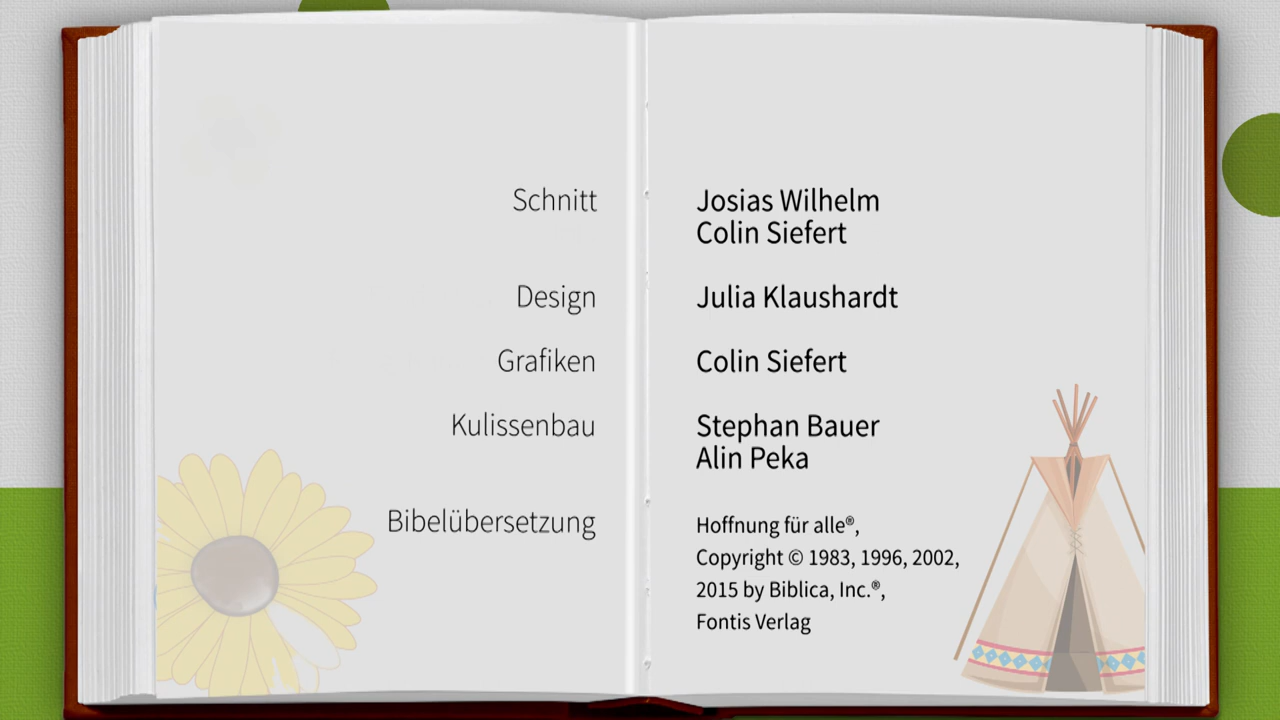 Schnitt Josias Wilhelm
Colin Siefert
Design Julia Klaushardt
Grafiken Colin Siefert
Kulissenbau Stephan Bauer
Alin Peka
Bibelübersetzung Hoffnung für alle®,
Copyright © 1983, 1996, 2002,
2015 by Biblica, Inc.®,
Fontis Verlag